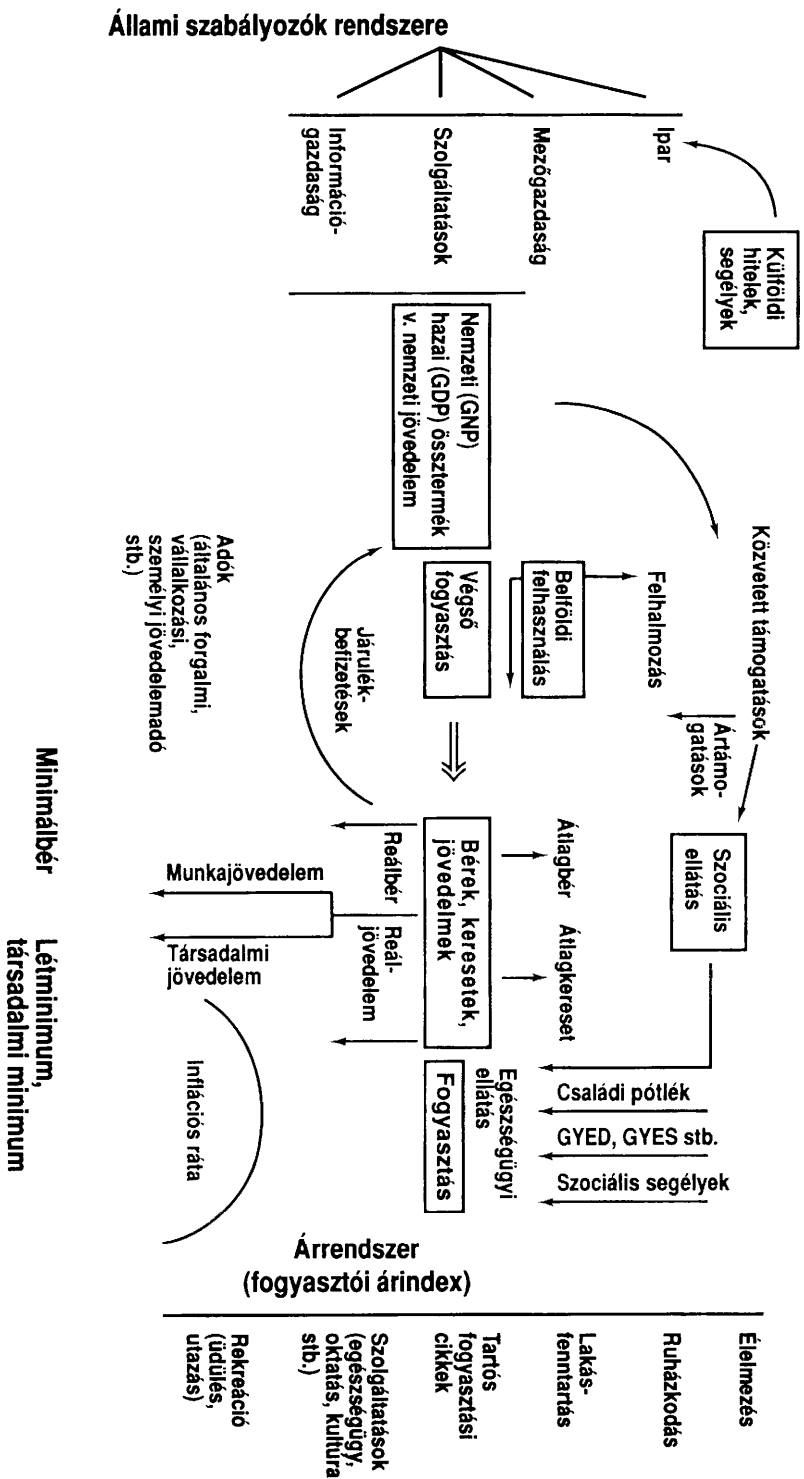 Állami szabályozók rendszere
Ipar
Mezőgazdaság
Szolgáltatások
Információ-
gazdaság
Külföldi
hitelek,
segélyek
Nemzeti (GNP)
hazai (GDP) össztermék
v. nemzeti jövedelem
Közvetett támogatások
Ártámo-
gatások
Szociális
ellátás
Felhalmozás
Belföldi
felhasználás
Végső
fogyasztás
Járulék-
befizetések
Adók
(általános forgalmi,
vállalkozási,
személyi jövedelemadó
stb.)
Átlagbér
Átlagkereset
Bérek, keresetek,
jövedelmek
Reálbér
Reál-
jövedelem
Munkajövedelem
Társadalmi
jövedelem
Minimálbér
Létminimum,
társadalmi minimum
Családi pótlék
GYED, GYES stb.
Szociális segélyek
Egészségügyi
ellátás
Fogyasztás
Inflációs ráta
Árrendszer
(fogyasztói árindex)
Élelmezés
Ruházkodás
Lakás-
fenntartás
Tartós
fogyasztási
cikkek
Szolgáltatások
(egészségügy,
oktatás, kultura
stb.)
Rekreáció
(üdülés,
utazás)